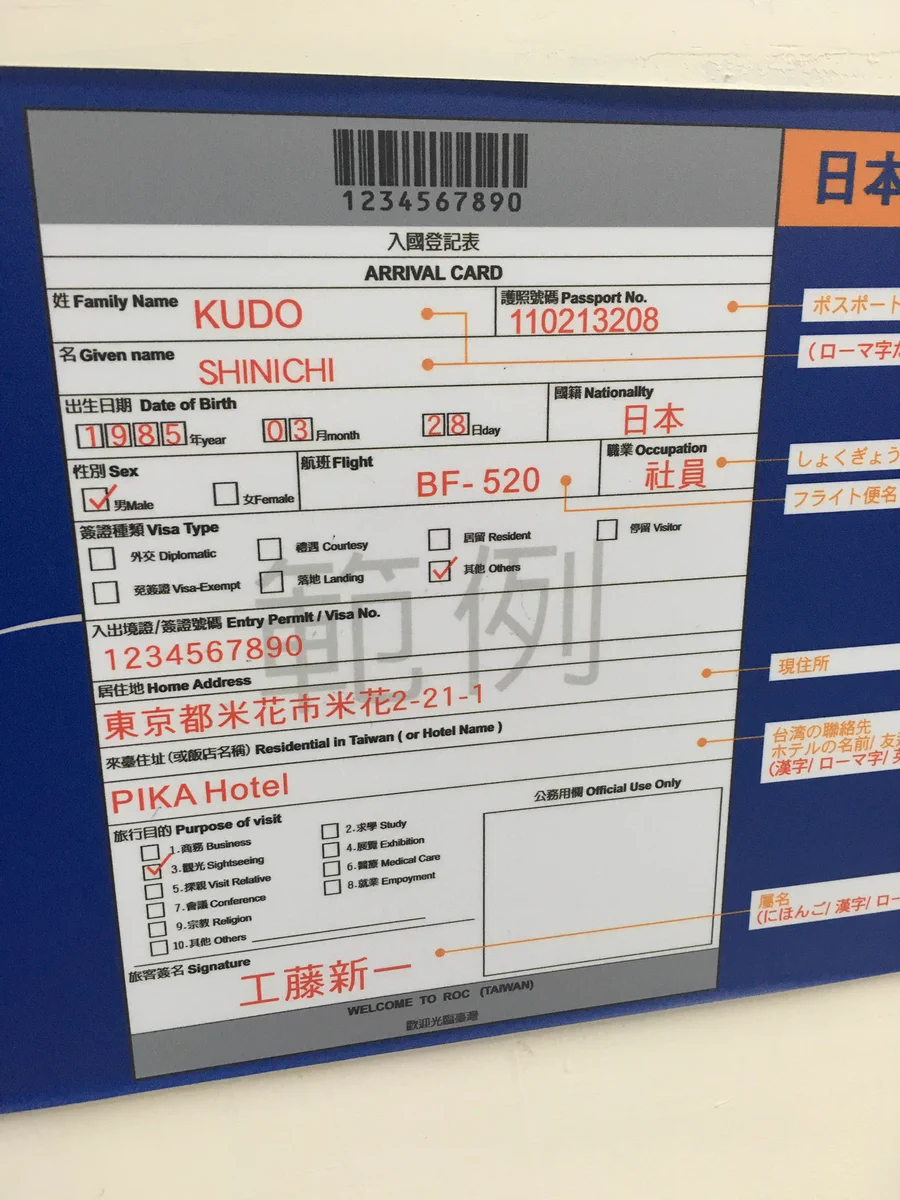 1234567890
入國登記表
ARRIVAL CARD
姓 Family Name KUDO
護照號碼 Passport No.
110213208
名 Given name
SHINICHI
出生日期 Date of Birth
1985 年year 03 月month 28 日day
國籍 Nationality
日本
性別 Sex
男Male 女Female
航班Flight
BF-520
職業 Occupation
社員
簽證種類 Visa Type
外交 Diplomatic 禮遇 Courtesy 居留 Resident 停留 Visitor
免簽證 Visa-Exempt 落地 Landing 其他 Others
範例
入出境證/簽證號碼 Entry Permit / Visa No.
1234567890
居住地 Home Address
東京都米花市米花2-21-1
來臺住址(或飯店名稱) Residential in Taiwan ( or Hotel Name )
PIKA Hotel
旅行目的 Purpose of visit
1.商務 Business 2.求學 Study
3.觀光 Sightseeing 4.展覽 Exhibition
5.探親 Visit Relative 6.醫療 Medical Care
7.會議 Conference 8.就業 Empoyment
9.宗教 Religion
10.其他 Others
公務用欄 Official Use Only
旅客簽名 Signature
工藤新一
WELCOME TO ROC (TAIWAN)
歡迎光臨臺灣
日本
ポスポート
(ローマ字
しょくぎょう
フライト便名
現住所
台湾の聯絡先
ホテルの名前/ 友
(漢字/ ローマ字/
屬名
(にほんご/ 漢字/ ロー